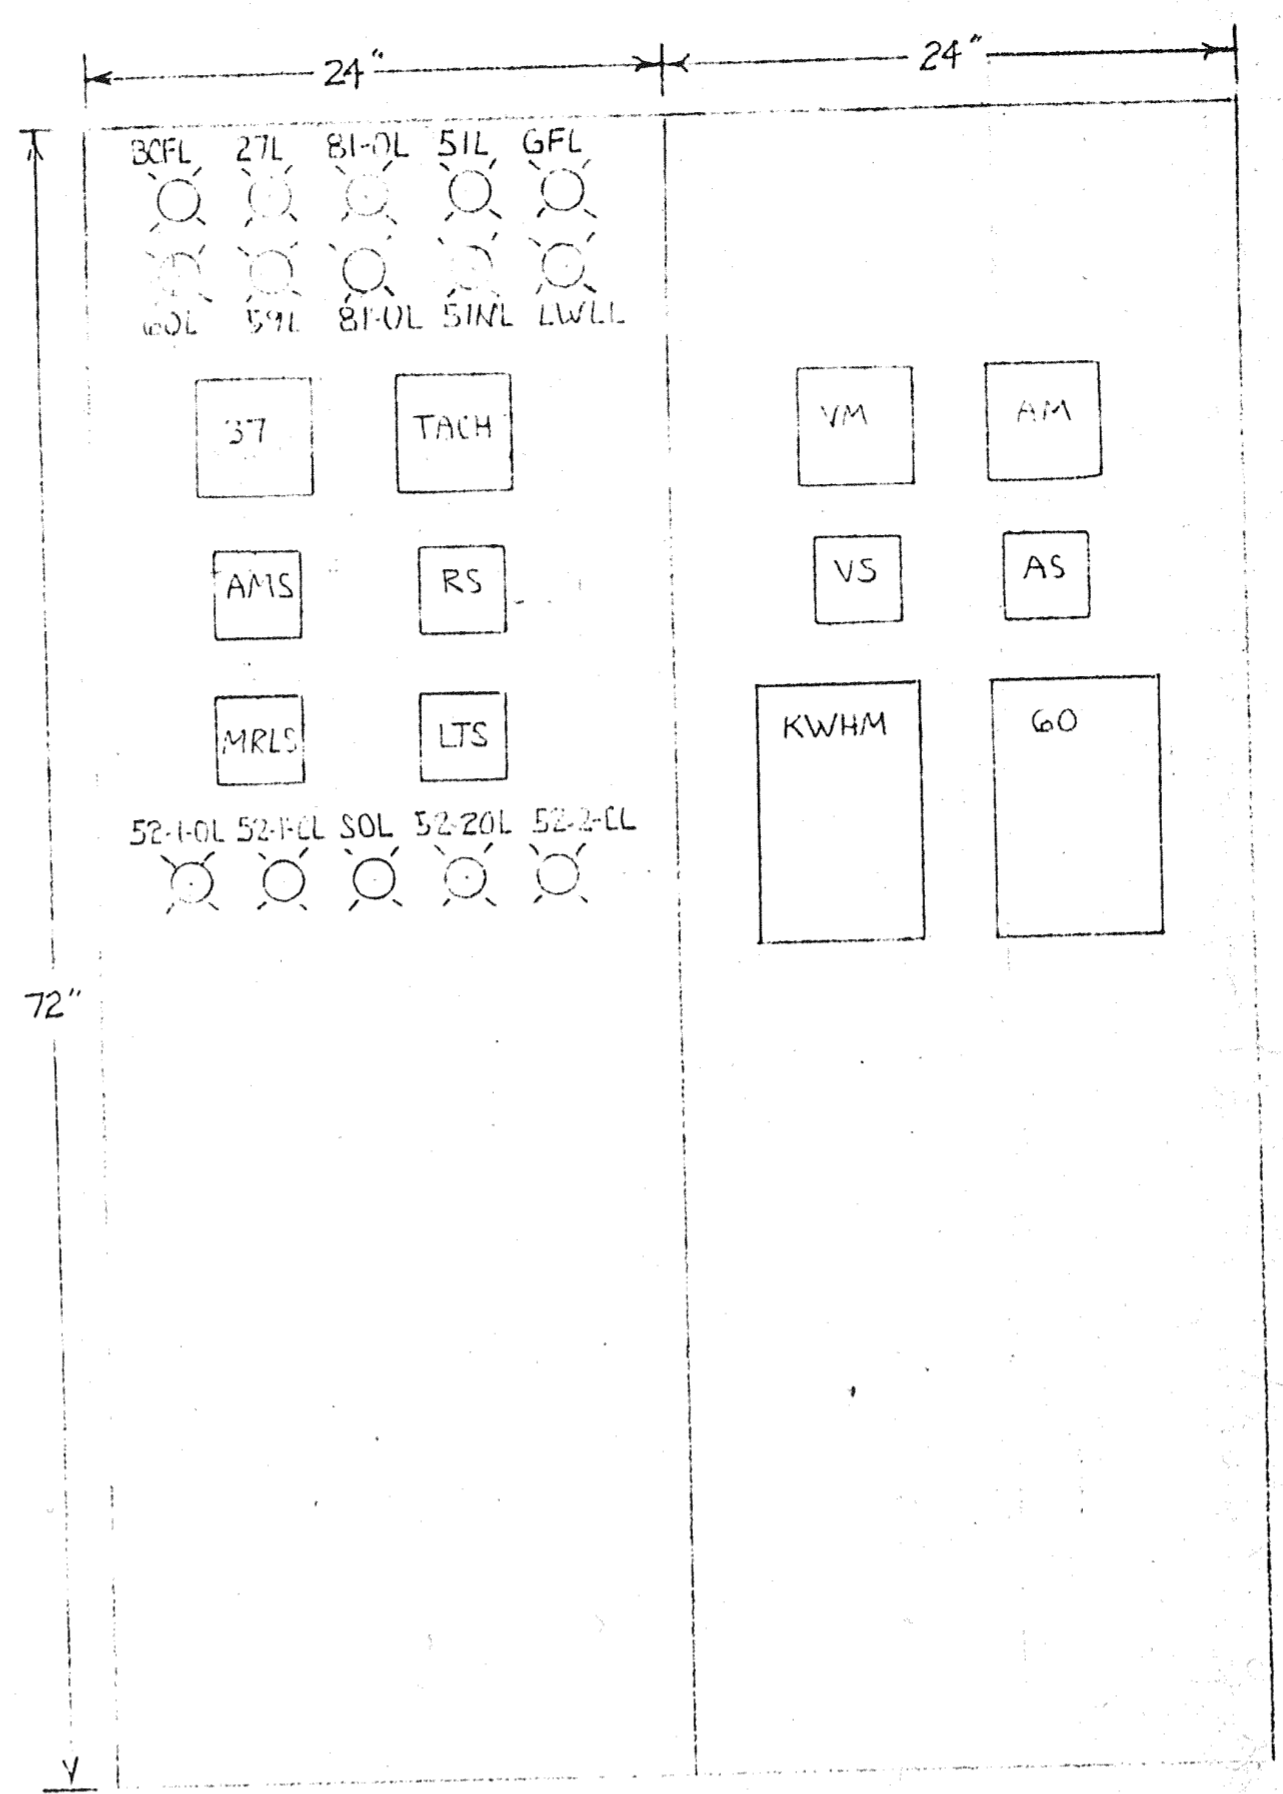 24" 24"
BCFL 27L 81-OL 51L GFL
60L 59L 81-UL 51NL LWLL
37 TACH VM AM
AMS RS VS AS
MRLS LTS KWHM 60
52-1-OL 52-1-CL SOL 52-2OL 52-2-CL
72"